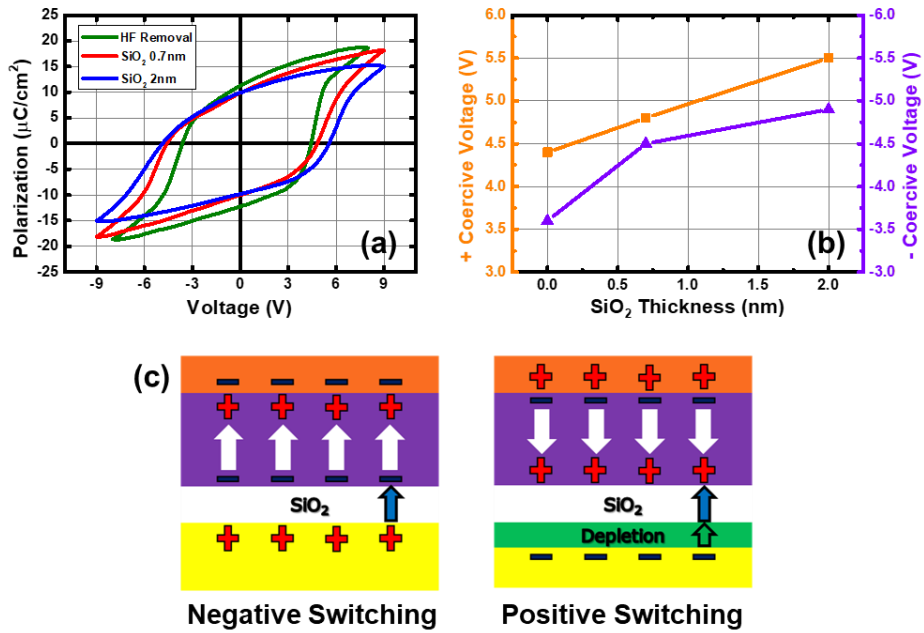 HF Removal
SiO₂ 0.7nm
SiO₂ 2nm
25
20
15
10
5
0
-5
-10
-15
-20
25
-9
-6
-3
0
3
6
9
Polarization (µC/cm²)
Voltage (V)
(a)
6.0
5.5
5.0
4.5
4.0
3.5
3.0
+ Coercive Voltage (V)
0.0
0.5
1.0
1.5
2.0
SiO₂ Thickness (nm)
-6.0
-5.5
-5.0
-4.5
-4.0
-3.5
-3.0
- Coercive Voltage (V)
(b)
(c)
SiO₂
Negative Switching
SiO₂
Depletion
Positive Switching